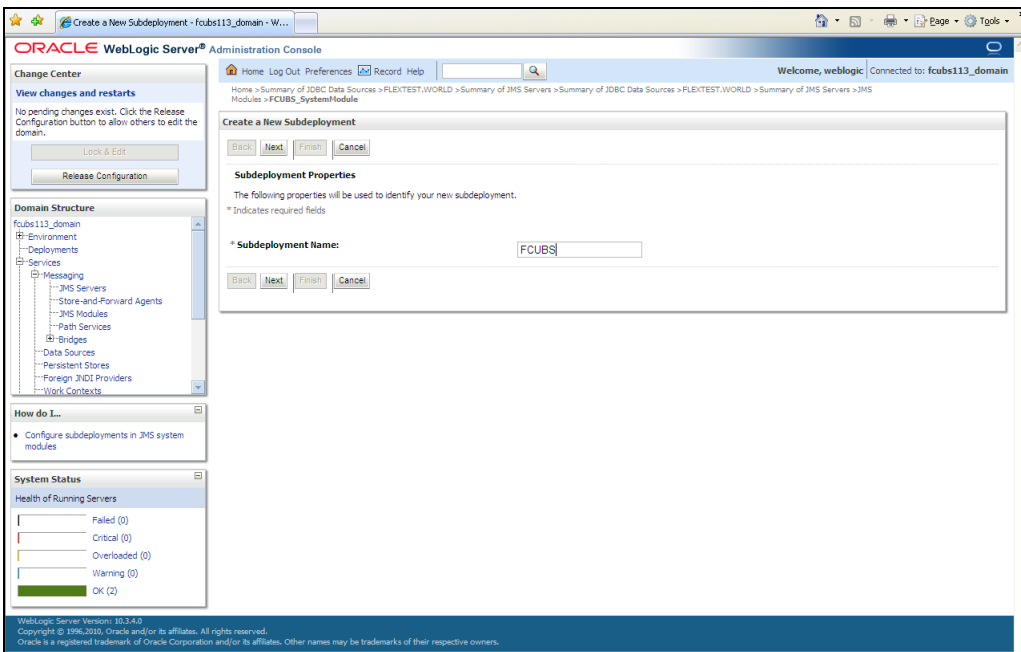 Create a New Subdeployment - fcubs113_domain - W...
Page
Tools
ORACLE WebLogic Server® Administration Console
Change Center
View changes and restarts
No pending changes exist. Click the Release
Configuration button to allow others to edit the
domain.
Lock & Edit
Release Configuration
Domain Structure
fcubs113_domain
Environment
Deployments
Services
Messaging
JMS Servers
Store-and-Forward Agents
JMS Modules
Path Services
Bridges
Data Sources
Persistent Stores
Foreign JNDI Providers
Work Contexts
How do I...
Configure subdeployments in JMS system
modules
System Status
Health of Running Servers
Failed (0)
Critical (0)
Overloaded (0)
Warning (0)
OK (2)
Home Log Out Preferences Record Help
Welcome, weblogic Connected to: fcubs113_domain
Home >Summary of JDBC Data Sources >FLEXTEST.WORLD >Summary of JMS Servers >Summary of JDBC Data Sources >FLEXTEST.WORLD >Summary of JMS Servers >JMS
Modules >FCUBS_SystemModule
Create a New Subdeployment
Back Next Finish Cancel
Subdeployment Properties
The following properties will be used to identify your new subdeployment.
* Indicates required fields
* Subdeployment Name:
FCUBS
Back Next Finish Cancel
WebLogic Server Version: 10.3.4.0
Copyright © 1996,2010, Oracle and/or its affiliates. All rights reserved.
Oracle is a registered trademark of Oracle Corporation and/or its affiliates. Other names may be trademarks of their respective owners.